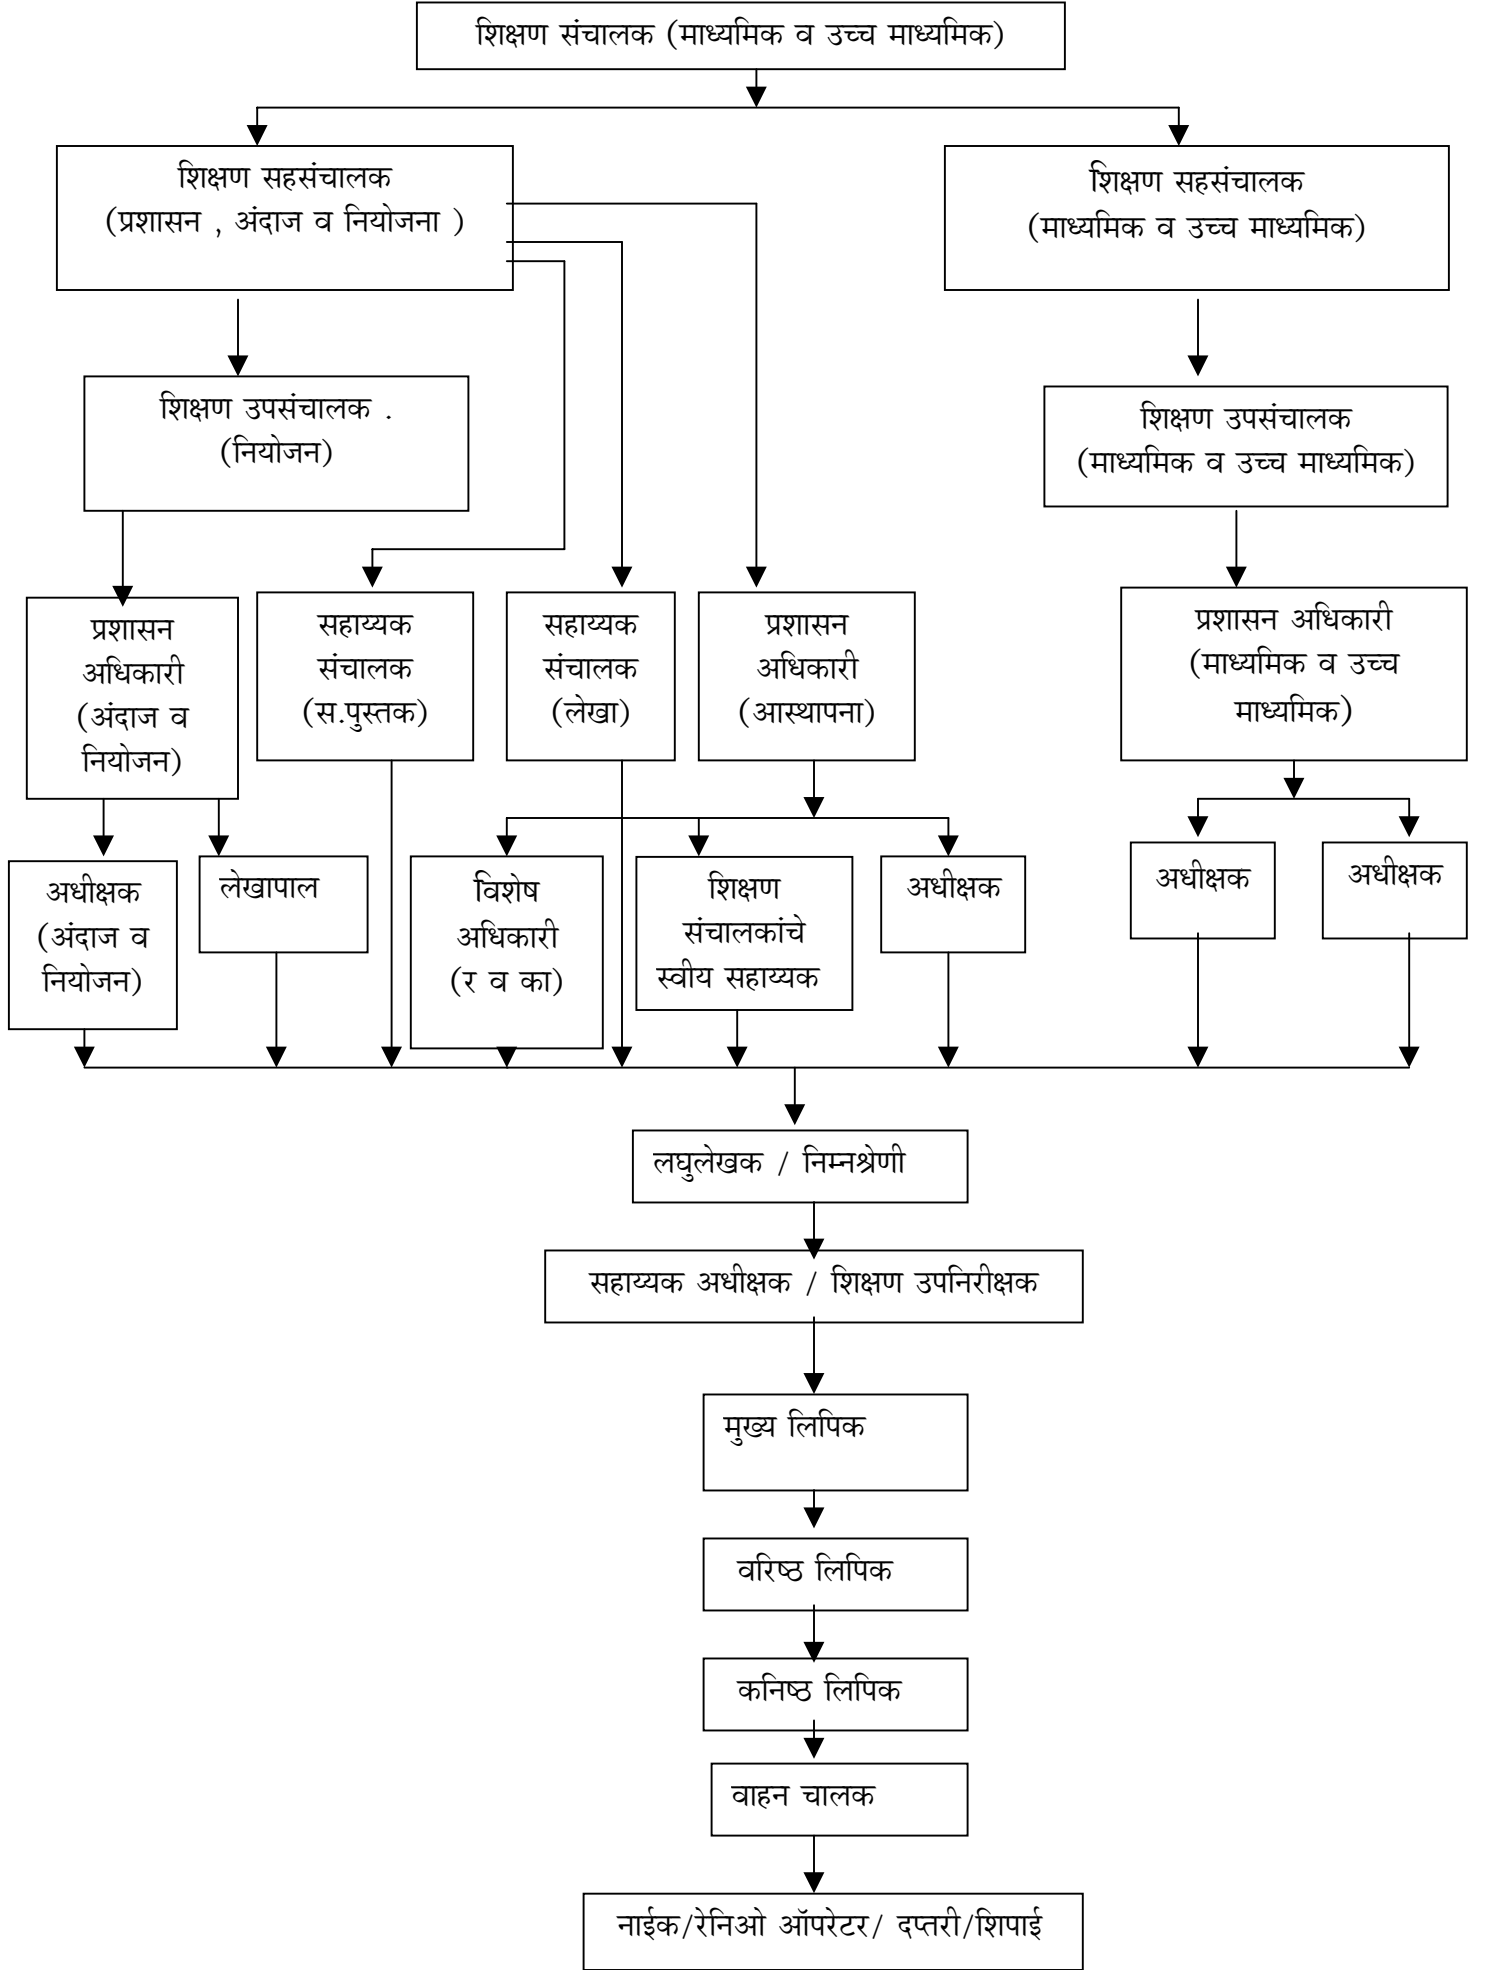 शिक्षण संचालक (माध्यमिक व उच्च माध्यमिक)
शिक्षण सहसंचालक
(प्रशासन , अंदाज व नियोजना )
शिक्षण सहसंचालक
(माध्यमिक व उच्च माध्यमिक)
शिक्षण उपसंचालक .
(नियोजन)
शिक्षण उपसंचालक
(माध्यमिक व उच्च माध्यमिक)
प्रशासन
अधिकारी
(अंदाज व
नियोजन)
सहाय्यक
संचालक
(स.पुस्तक)
सहाय्यक
संचालक
(लेखा)
प्रशासन
अधिकारी
(आस्थापना)
प्रशासन अधिकारी
(माध्यमिक व उच्च
माध्यमिक)
अधीक्षक
(अंदाज व
नियोजन)
लेखापाल
विशेष
अधिकारी
(र व का)
शिक्षण
संचालकांचे
स्वीय सहाय्यक
अधीक्षक
अधीक्षक
अधीक्षक
लघुलेखक / निम्नश्रेणी
सहाय्यक अधीक्षक / शिक्षण उपनिरीक्षक
मुख्य लिपिक
वरिष्ठ लिपिक
कनिष्ठ लिपिक
वाहन चालक
नाईक/रेनिओ ऑपरेटर/ दप्तरी/शिपाई